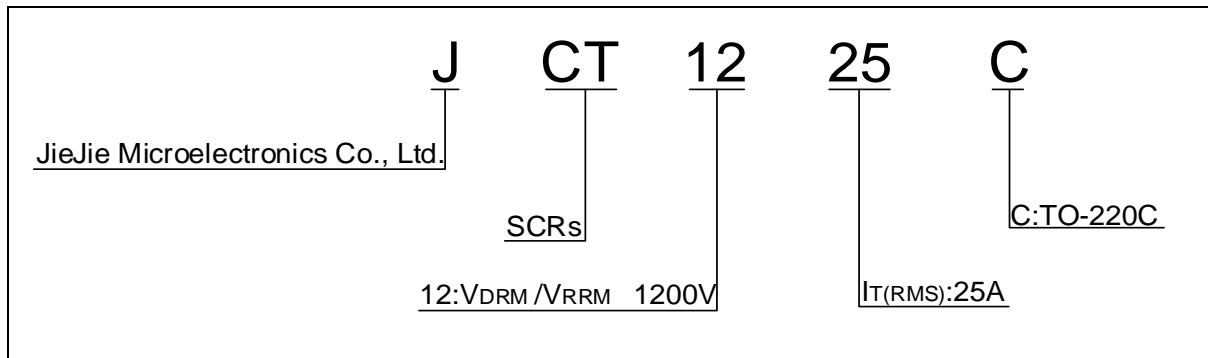 J CT 12 25 C
JieJie Microelectronics Co., Ltd.
C:TO-220C
SCRs
12:VDRM /VRRM 1200V
IT(RMS):25A